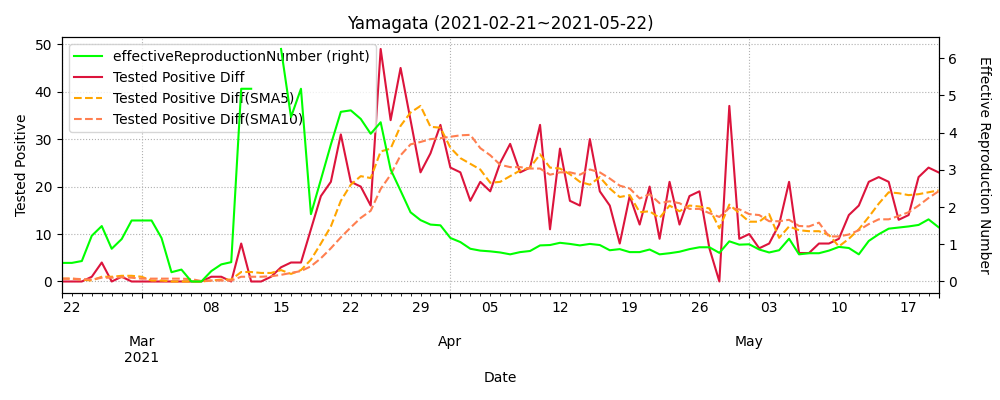 Yamagata (2021-02-21~2021-05-22)
effectiveReproductionNumber (right)
Tested Positive Diff
Tested Positive Diff(SMA5)
Tested Positive Diff(SMA10)
Tested Positive
50
40
30
20
10
0
6
5
4
3
2
1
0
Effective Reproduction Number
22 08 15 22 29 05 12 19 26 03 10 17
Mar Apr May
2021
Date